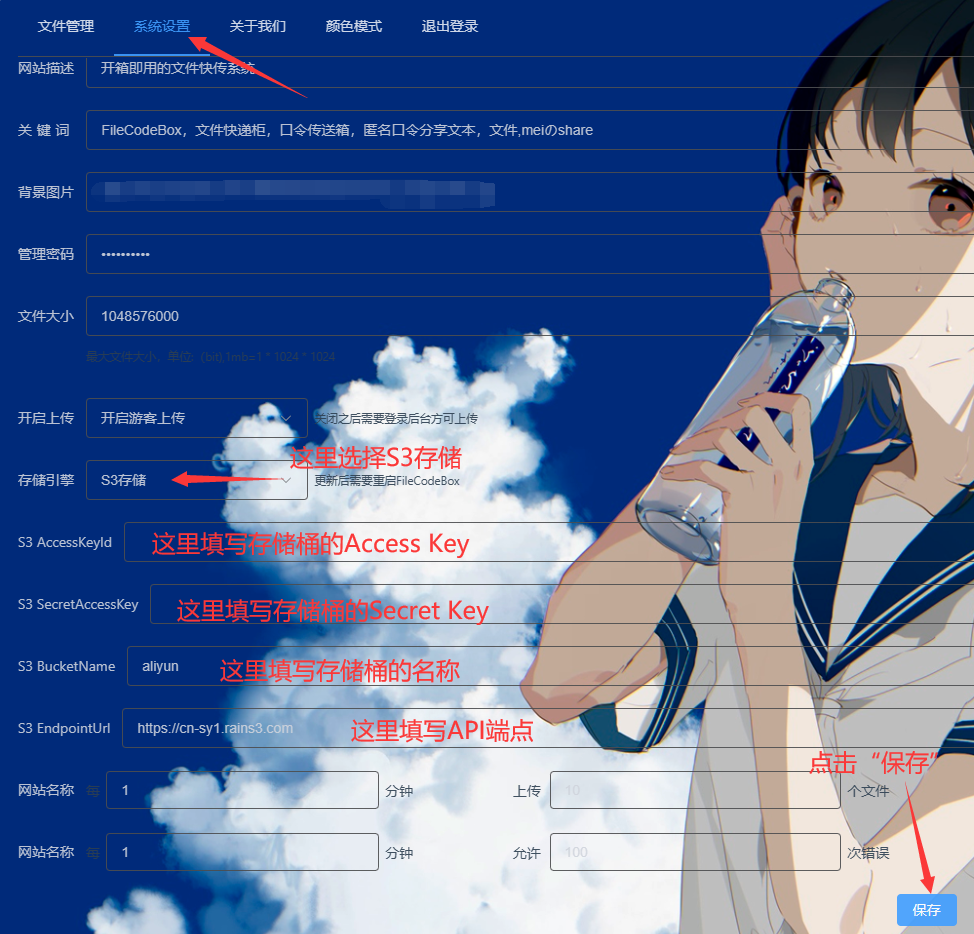 文件管理 系统设置 关于我们 颜色模式 退出登录
网站描述 开箱即用的文件快传系统
关 键 词 FileCodeBox，文件快递柜，口令传送箱，匿名口令分享文本，文件,meiのshare
背景图片
管理密码 ••••••••••
文件大小 1048576000
最大文件大小，单位:（bit),1mb=1 * 1024 * 1024
开启上传 开启游客上传 关闭之后需要登录后台方可上传
这里选择S3存储
存储引擎 S3存储 更新后需要重启FileCodeBox
S3 AccessKeyId 这里填写存储桶的Access Key
S3 SecretAccessKey 这里填写存储桶的Secret Key
S3 BucketName aliyun 这里填写存储桶的名称
S3 EndpointUrl https://cn-sy1.rains3.com 这里填写API端点
点击“保存”
网站名称 每 1 分钟 上传 10 个文件
网站名称 每 1 分钟 允许 100 次错误
保存